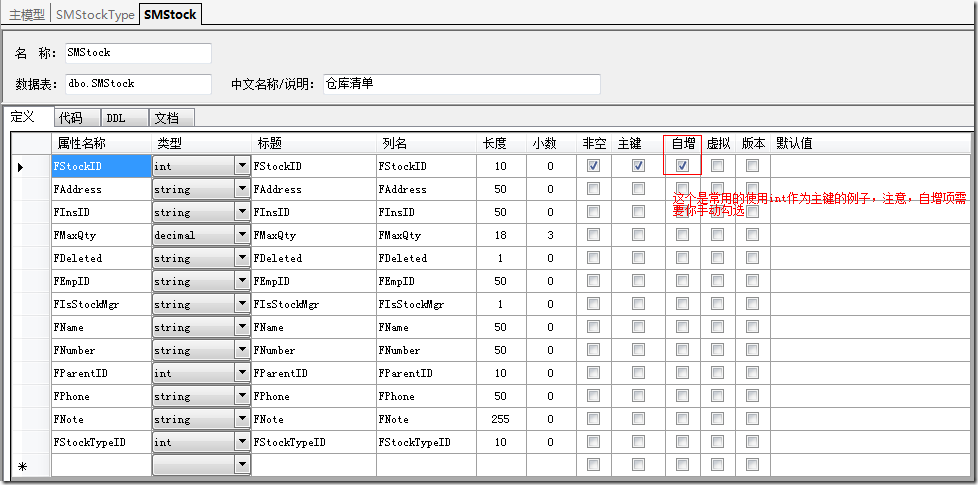 主模型 SMStockType SMStock
名 称: SMStock
数据表: dbo.SMStock 中文名称/说明: 仓库清单
定义 代码 DDL 文档
属性名称 类型 标题 列名 长度 小数 非空 主键 自增 虚拟 版本 默认值
FStockID int FStockID FStockID 10 0
FAddress string FAddress FAddress 50 0
FInsID string FInsID FInsID 50 0
FMaxQty decimal FMaxQty FMaxQty 18 3
FDeleted string FDeleted FDeleted 1 0
FEmpID string FEmpID FEmpID 50 0
FIsStockMgr string FIsStockMgr FIsStockMgr 1 0
FName string FName FName 50 0
FNumber string FNumber FNumber 50 0
FParentID int FParentID FParentID 10 0
FPhone string FPhone FPhone 50 0
FNote string FNote FNote 255 0
FStockTypeID int FStockTypeID FStockTypeID 10 0
这个是常用的使用int作为主键的例子，注意，自增项需
要你手动勾选